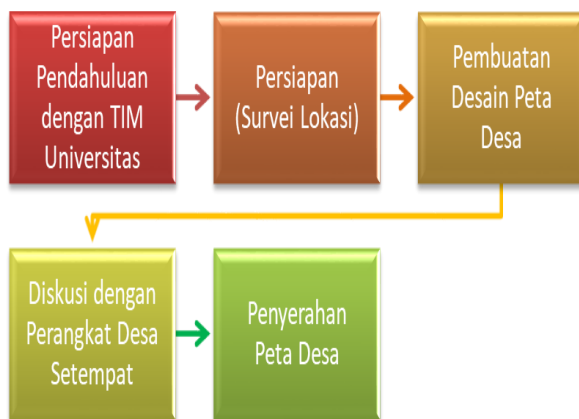 Persiapan
Pendahuluan
dengan TIM
Universitas
Persiapan
(Survei Lokasi)
Pembuatan
Desain Peta
Desa
Diskusi dengan
Perangkat Desa
Setempat
Penyerahan
Peta Desa